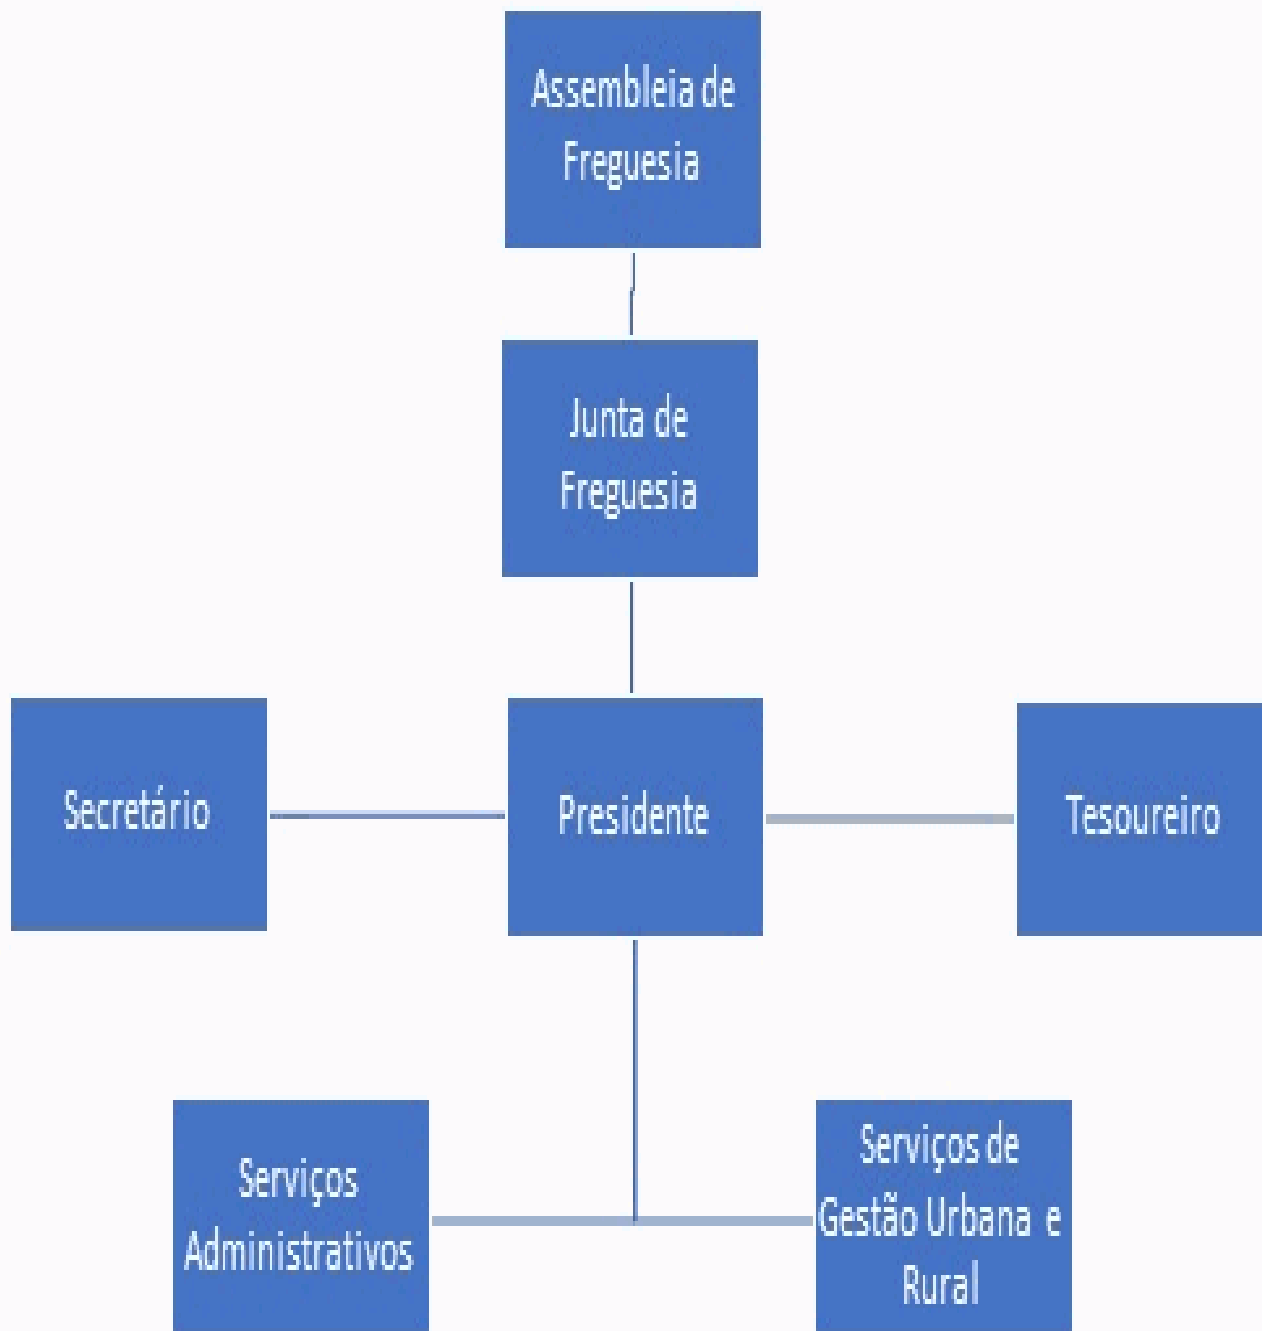 Assembleia de
Freguesia
Junta de
Freguesia
Secretário
Presidente
Tesoureiro
Serviços
Administrativos
Serviços de
Gestão Urbana e
Rural